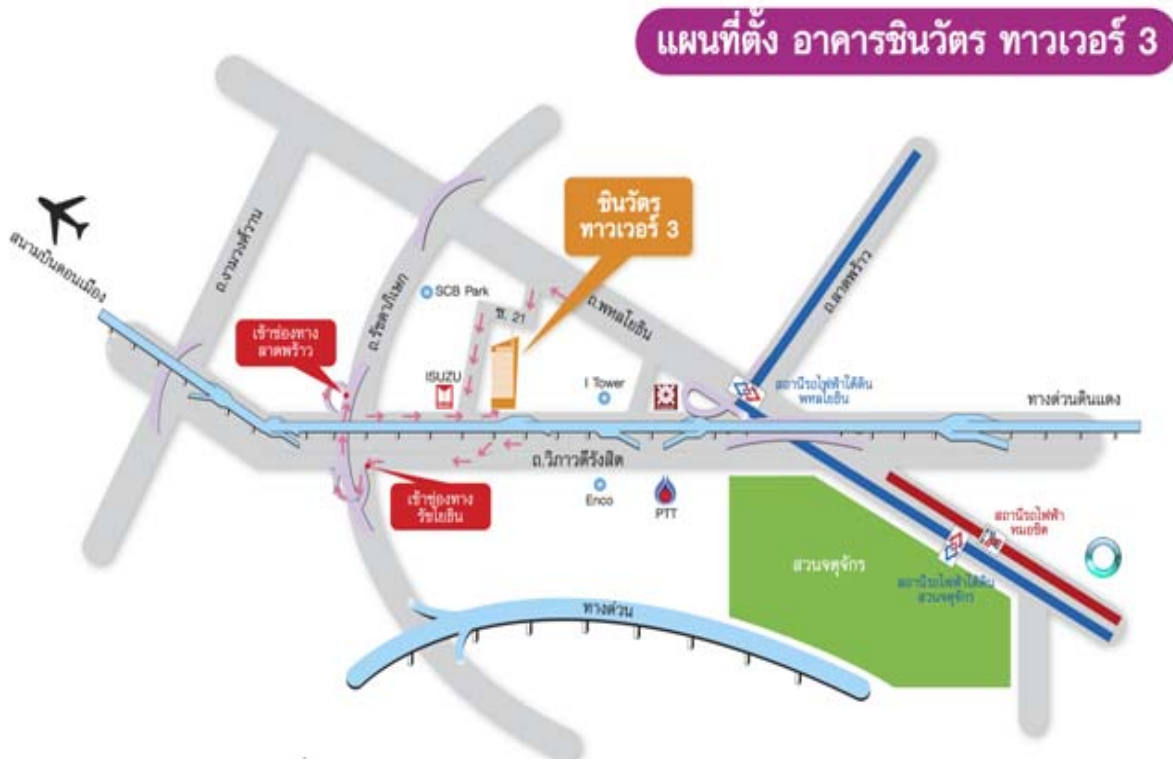 แผนที่ตั้ง อาคารชินวัตร ทาวเวอร์ 3
ชินวัตร
ทาวเวอร์ 3
สนามบินดอนเมือง
ถ.งามวงศ์วาน
ถ.รัชดาภิเษก
SCB Park
ซ. 21
ถ.พหลโยธิน
ถ.ลาดพร้าว
เข้าช่องทาง
ลาดพร้าว
ISUZU
I Tower
สถานีรถไฟฟ้าใต้ดิน
พหลโยธิน
ทางด่วนดินแดง
ถ.วิภาวดีรังสิต
เข้าช่องทาง
รัชโยธิน
Enco
PTT
สถานีรถไฟฟ้า
หมอชิต
สวนจตุจักร
สถานีรถไฟฟ้าใต้ดิน
สวนจตุจักร
ทางด่วน